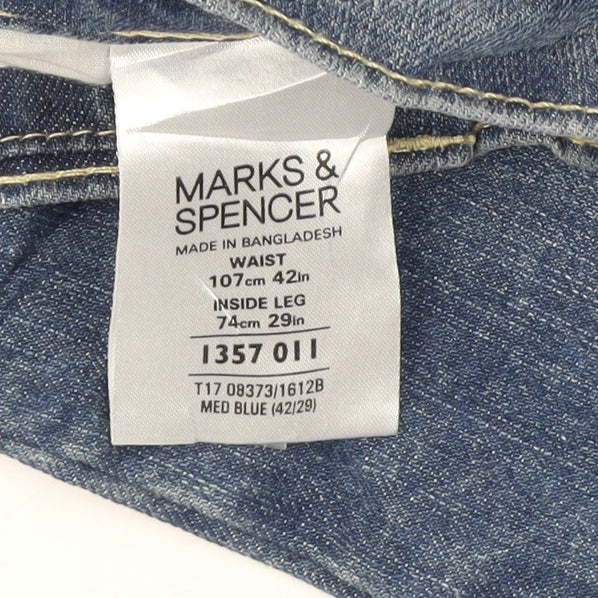 MARKS &
SPENCER
MADE IN BANGLADESH
WAIST
107cm 42in
INSIDE LEG
74cm 29in
1357 011
T17 08373/1612B
MED BLUE (42/29)